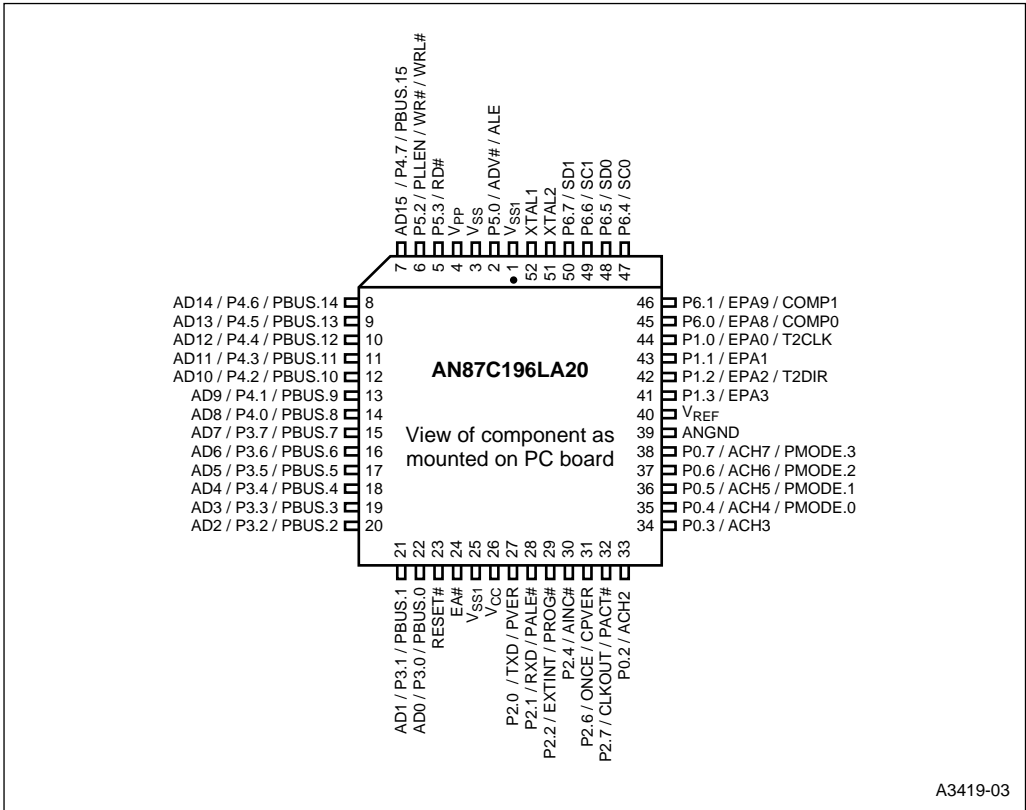 AD15 / P4.7 / PBUS.15
P5.2 / PLLEN / WR# / WRL#
P5.3 / RD#
VPP
VSS
P5.0 / ADV# / ALE
VSS1
XTAL1
XTAL2
P6.7 / SD1
P6.6 / SC1
P6.5 / SD0
P6.4 / SC0
7 6 5 4 3 2 1 52 51 50 49 48 47
AD14 / P4.6 / PBUS.14 8
AD13 / P4.5 / PBUS.13 9
AD12 / P4.4 / PBUS.12 10
AD11 / P4.3 / PBUS.11 11
AD10 / P4.2 / PBUS.10 12
AD9 / P4.1 / PBUS.9 13
AD8 / P4.0 / PBUS.8 14
AD7 / P3.7 / PBUS.7 15
AD6 / P3.6 / PBUS.6 16
AD5 / P3.5 / PBUS.5 17
AD4 / P3.4 / PBUS.4 18
AD3 / P3.3 / PBUS.3 19
AD2 / P3.2 / PBUS.2 20
AN87C196LA20
View of component as
mounted on PC board
46 P6.1 / EPA9 / COMP1
45 P6.0 / EPA8 / COMP0
44 P1.0 / EPA0 / T2CLK
43 P1.1 / EPA1
42 P1.2 / EPA2 / T2DIR
41 P1.3 / EPA3
40 VREF
39 ANGND
38 P0.7 / ACH7 / PMODE.3
37 P0.6 / ACH6 / PMODE.2
36 P0.5 / ACH5 / PMODE.1
35 P0.4 / ACH4 / PMODE.0
34 P0.3 / ACH3
21 22 23 24 25 26 27 28 29 30 31 32 33
AD1 / P3.1 / PBUS.1
AD0 / P3.0 / PBUS.0
RESET#
EA#
VSS1
VCC
P2.0 / TXD / PVER
P2.1 / RXD / PALE#
P2.2 / EXTINT / PROG#
P2.4 / AINC#
P2.6 / ONCE / CPVER
P2.7 / CLKOUT / PACT#
P0.2 / ACH2
A3419-03